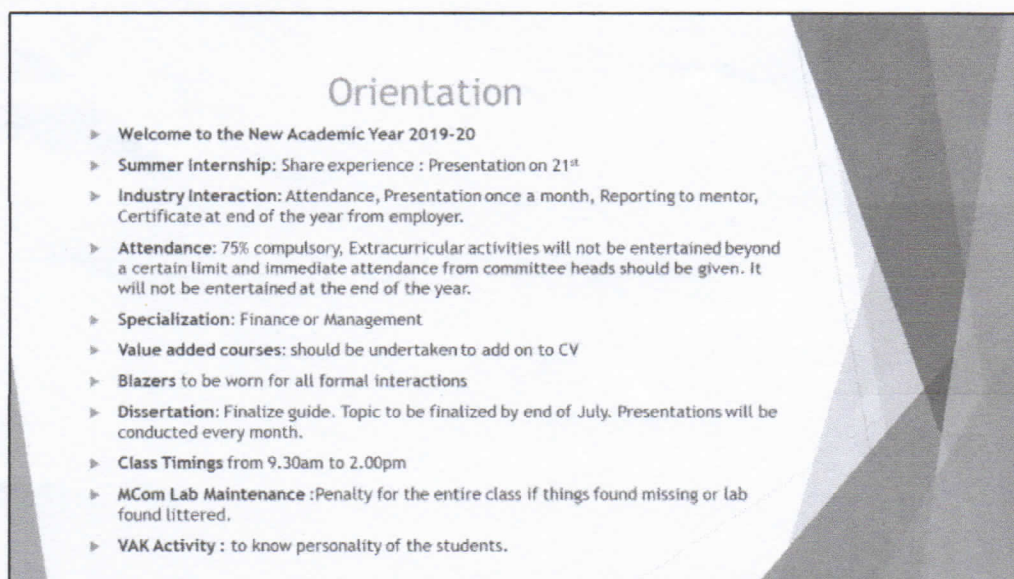 Orientation
Welcome to the New Academic Year 2019-20
Summer Internship: Share experience : Presentation on 21st
Industry Interaction: Attendance, Presentation once a month, Reporting to mentor,
Certificate at end of the year from employer.
Attendance: 75% compulsory, Extracurricular activities will not be entertained beyond
a certain limit and immediate attendance from committee heads should be given. It
will not be entertained at the end of the year.
Specialization: Finance or Management
Value added courses: should be undertaken to add on to CV
Blazers to be worn for all formal interactions
Dissertation: Finalize guide. Topic to be finalized by end of July. Presentations will be
conducted every month.
Class Timings from 9.30am to 2.00pm
MCom Lab Maintenance :Penalty for the entire class if things found missing or lab
found littered.
VAK Activity : to know personality of the students.